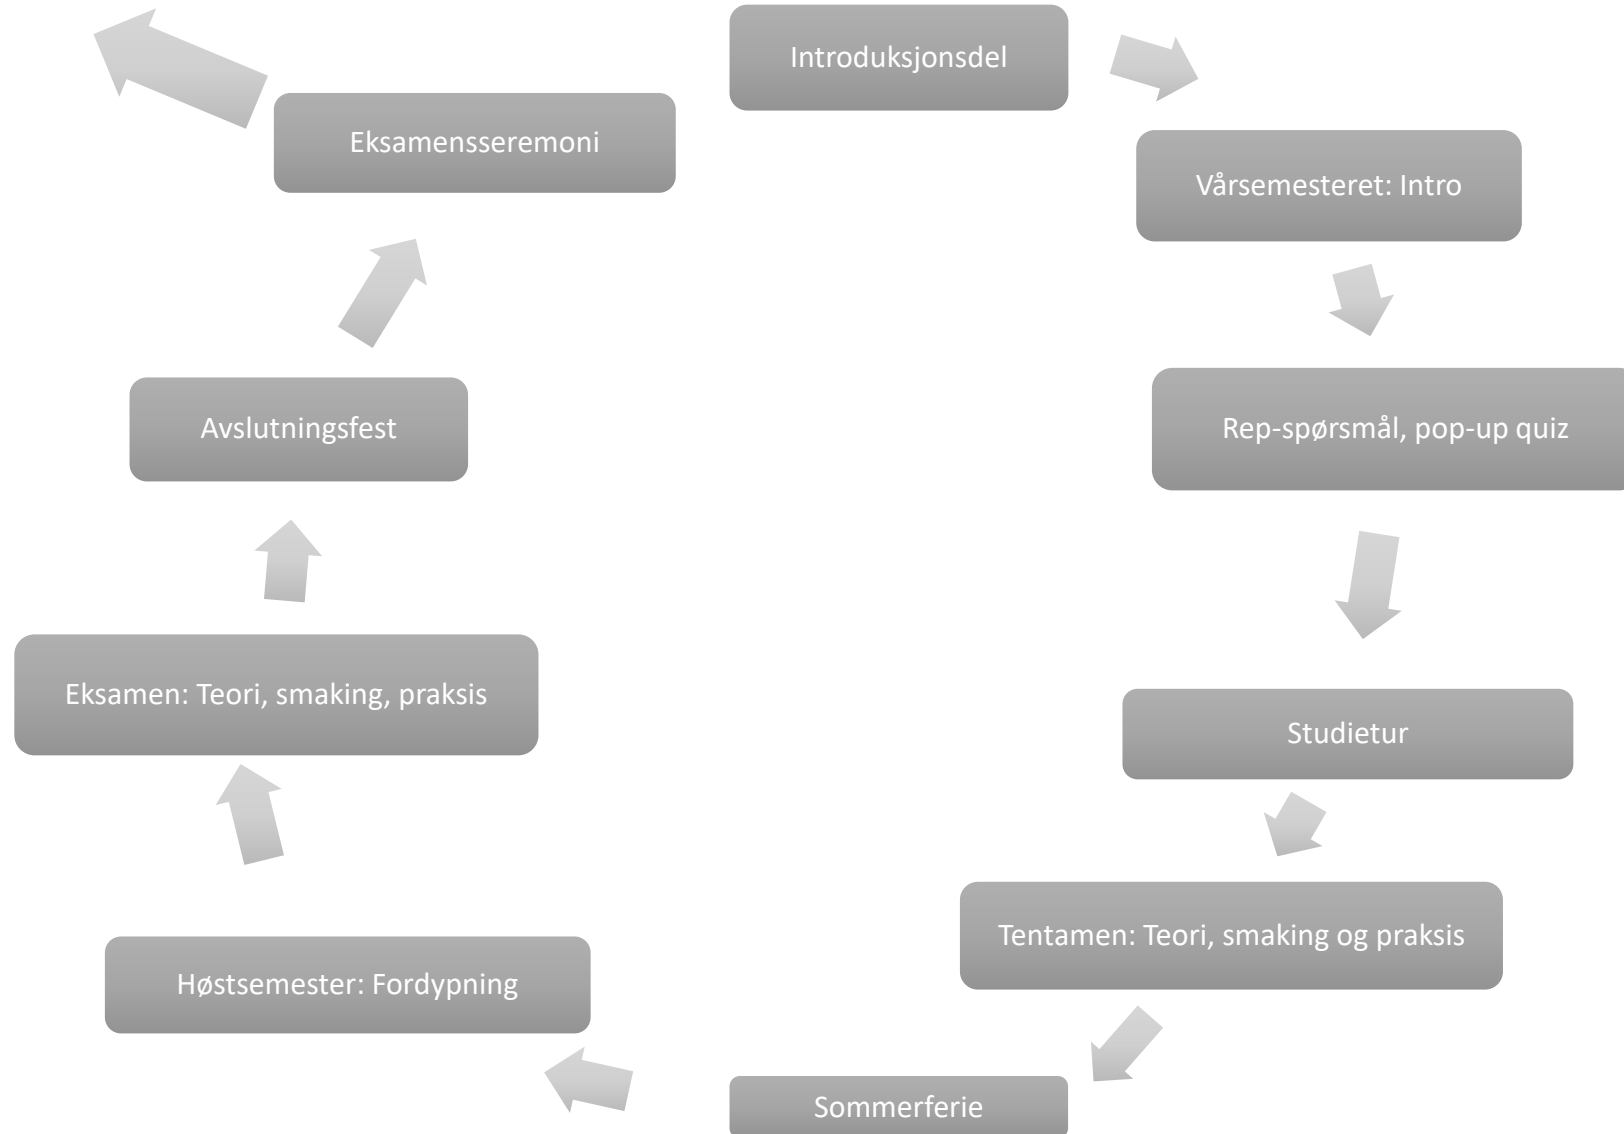 Introduksjonsdel
Vårsemesteret: Intro
Rep-spørsmål, pop-up quiz
Studietur
Tentamen: Teori, smaking og praksis
Sommerferie
Høstsemester: Fordypning
Eksamen: Teori, smaking, praksis
Avslutningsfest
Eksamensseremoni